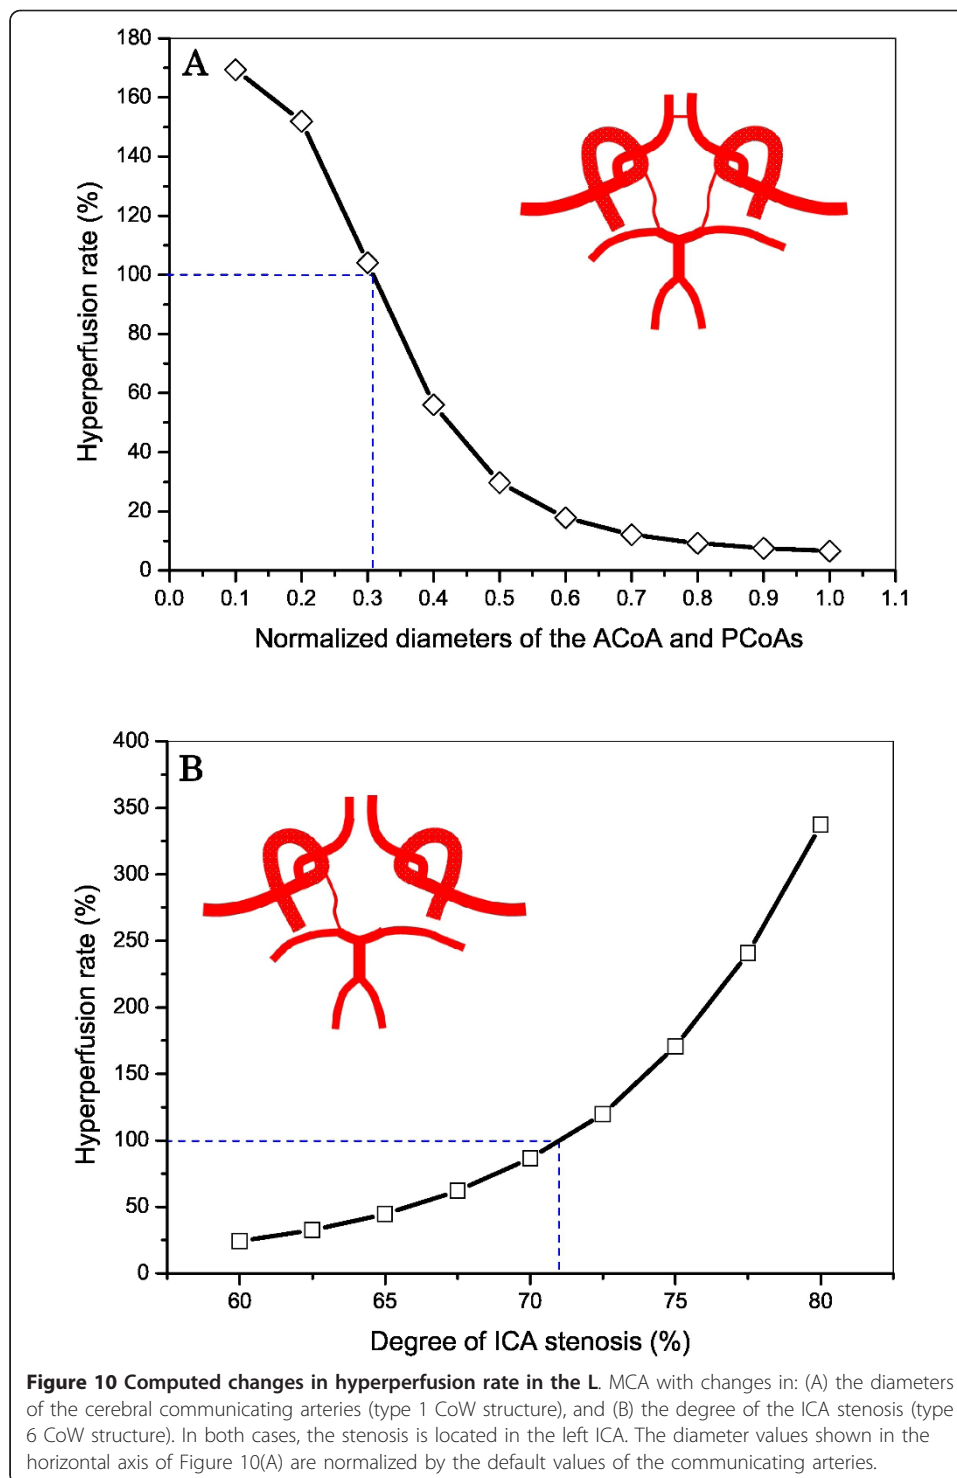 A
180
160
140
120
100
80
60
40
20
0
Hyperperfusion rate (%)
0.0 0.1 0.2 0.3 0.4 0.5 0.6 0.7 0.8 0.9 1.0 1.1
Normalized diameters of the ACoA and PCoAs
B
400
350
300
250
200
150
100
50
0
Hyperperfusion rate (%)
60 65 70 75 80
Degree of ICA stenosis (%)
Figure 10 Computed changes in hyperperfusion rate in the L. MCA with changes in: (A) the diameters
of the cerebral communicating arteries (type 1 CoW structure), and (B) the degree of the ICA stenosis (type
6 CoW structure). In both cases, the stenosis is located in the left ICA. The diameter values shown in the
horizontal axis of Figure 10(A) are normalized by the default values of the communicating arteries.